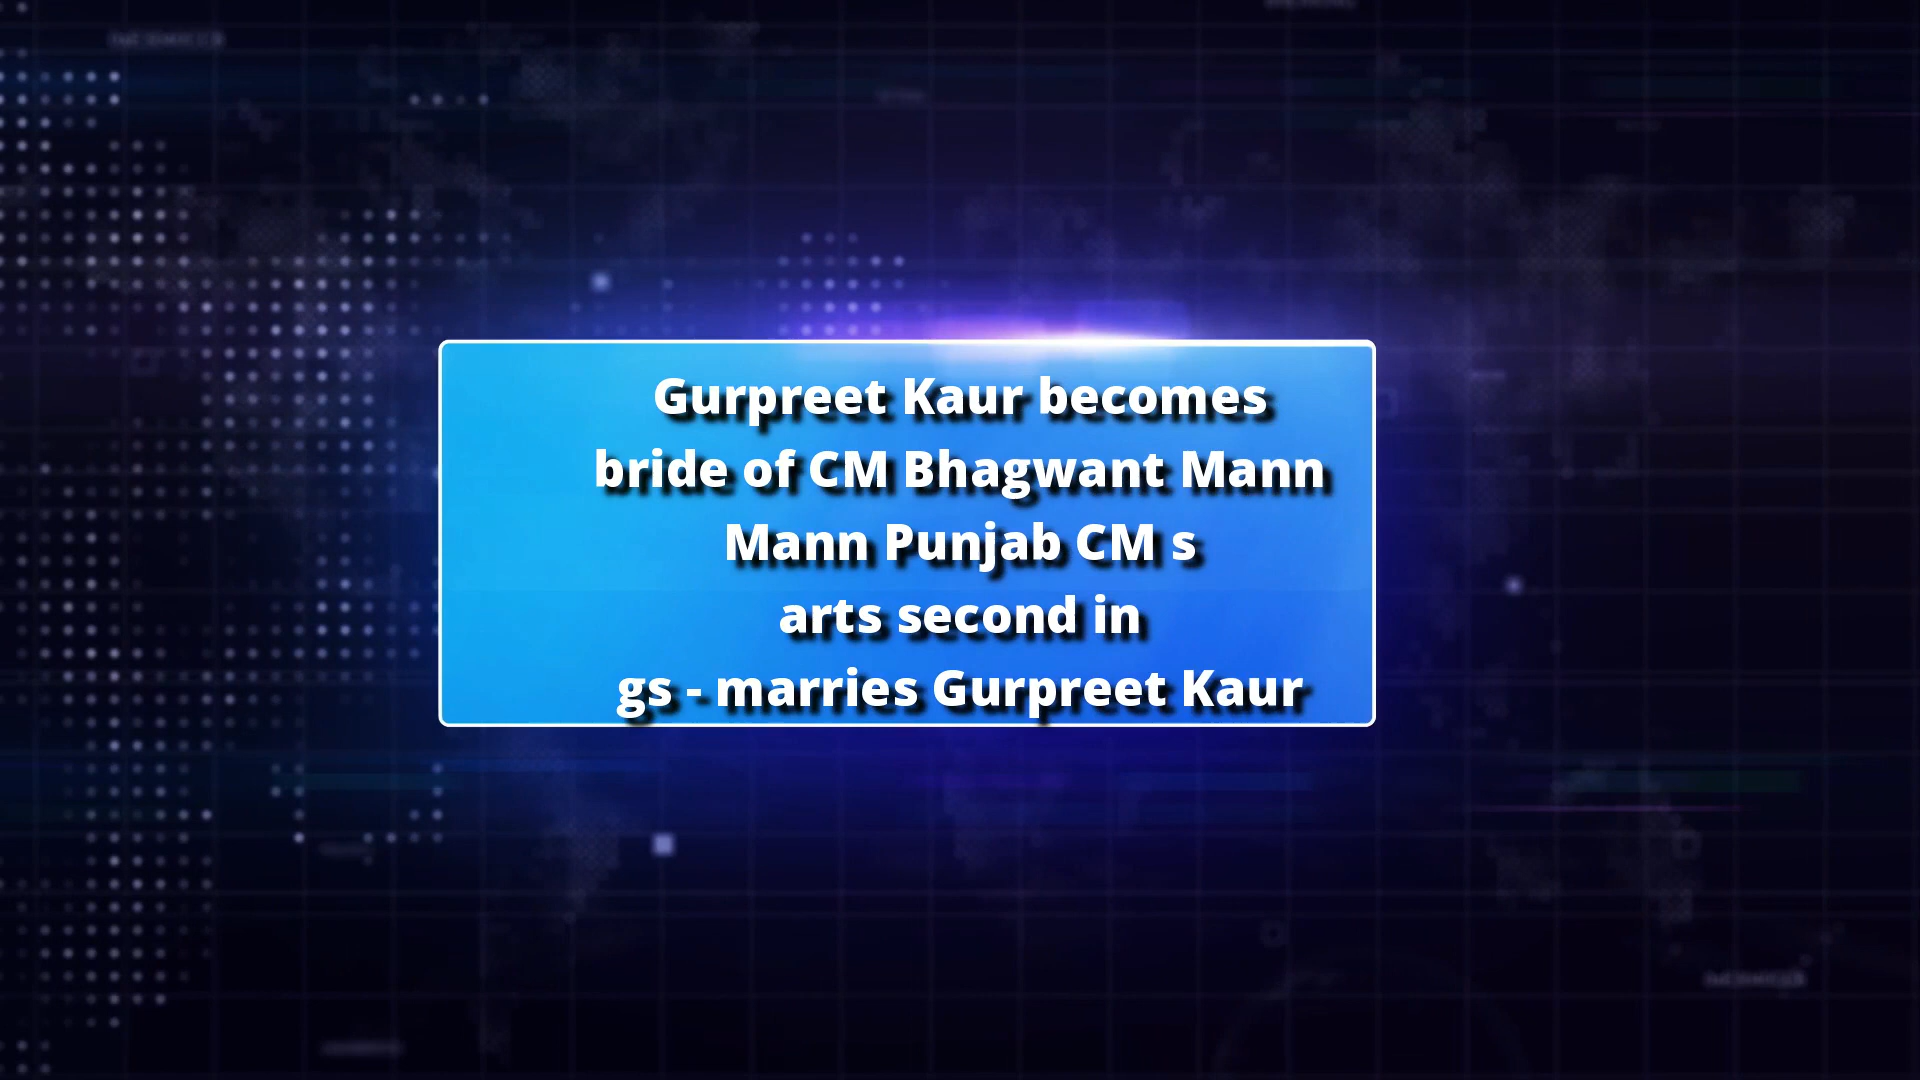 Gurpreet Kaur becomes
bride of CM Bhagwant Mann
Mann Punjab CM s
arts second in
gs - marries Gurpreet Kaur